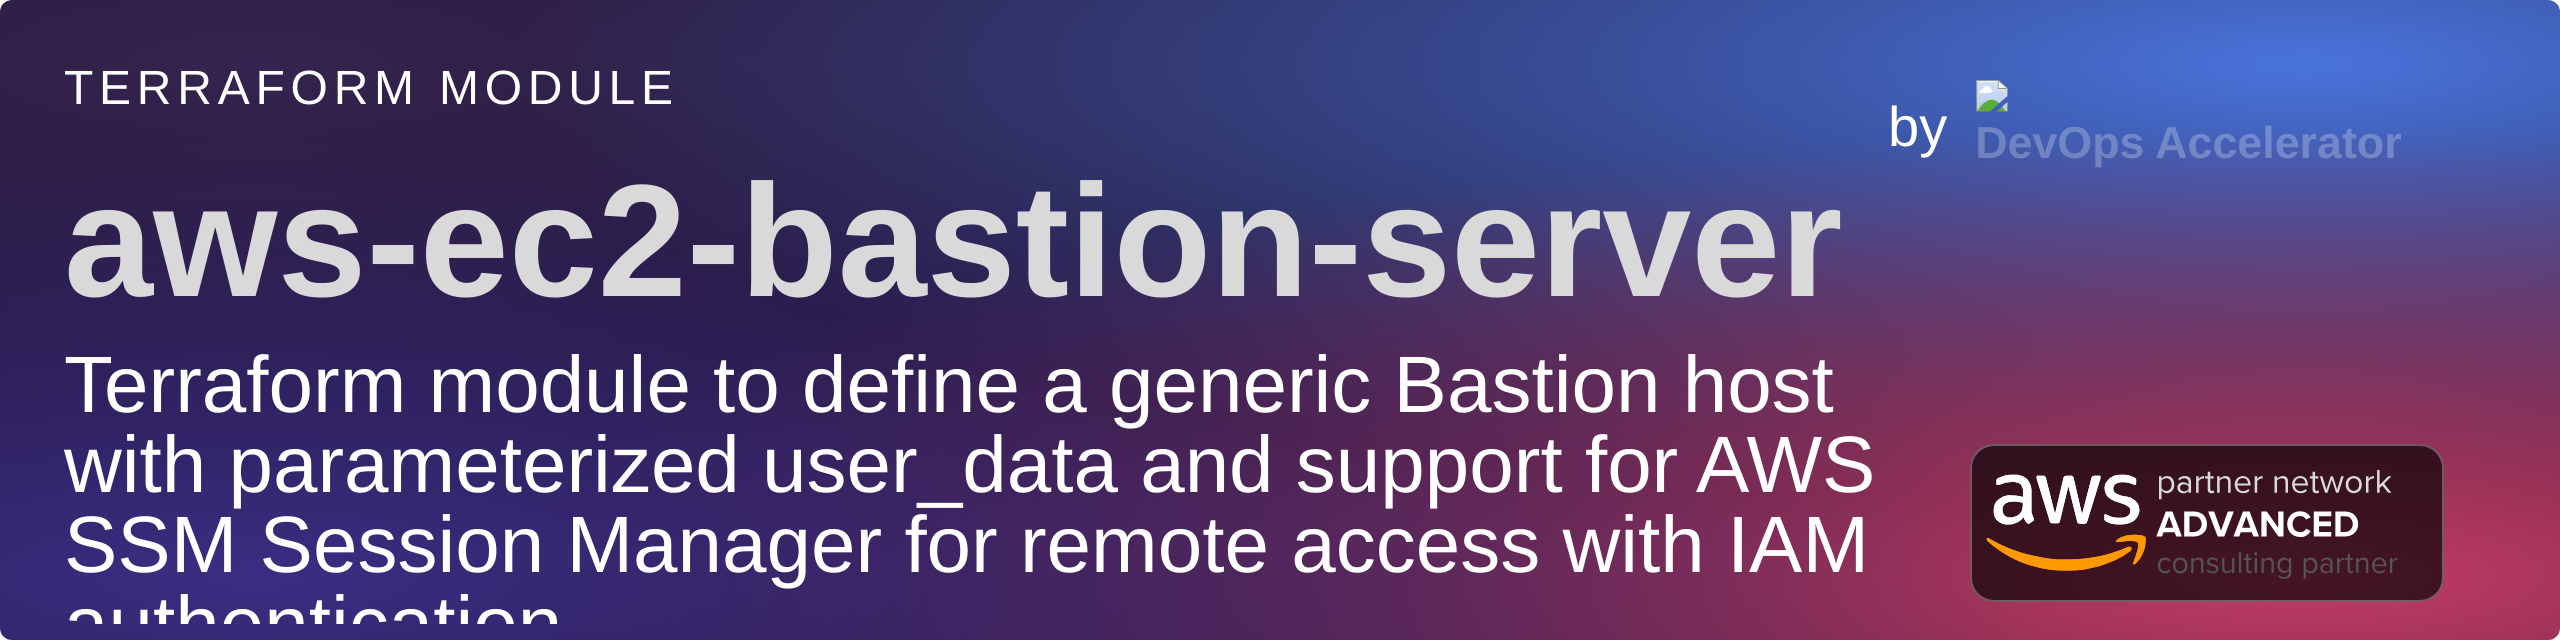 TERRAFORM MODULE
by DevOps Accelerator
aws-ec2-bastion-server
Terraform module to define a generic Bastion host
with parameterized user_data and support for AWS
SSM Session Manager for remote access with IAM
authentication
aws
partner network
ADVANCED
consulting partner